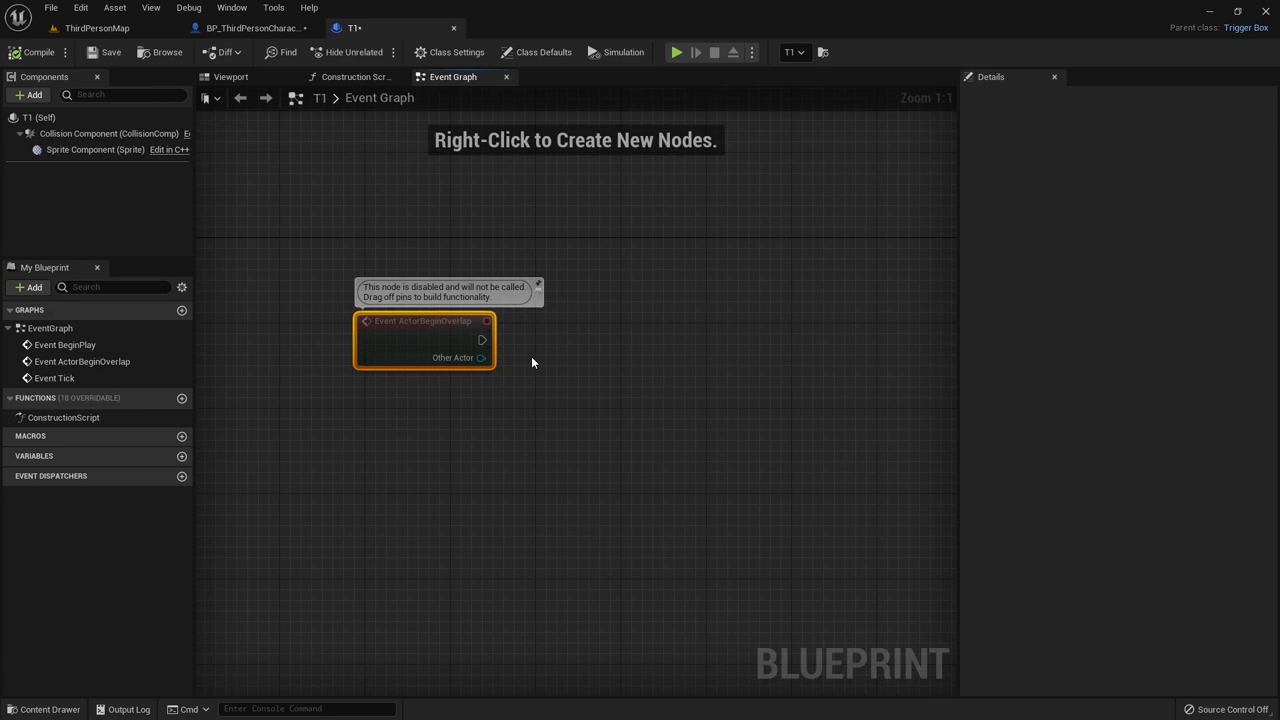 File Edit Asset View Debug Window Tools Help
ThirdPersonMap BP_ThirdPersonCharac... • T1•
Parent class: Trigger Box
Compile Save Browse Diff Find Hide Unrelated Class Settings Class Defaults Simulation T1
Components Viewport Construction Scr... Event Graph Details
Add Search T1 > Event Graph Zoom 1:1
T1 (Self)
Collision Component (CollisionComp) E
Sprite Component (Sprite) Edit in C++
Right-Click to Create New Nodes.
My Blueprint
Add Search
GRAPHS
EventGraph
Event BeginPlay
Event ActorBeginOverlap
Event Tick
FUNCTIONS (18 OVERRIDABLE)
ConstructionScript
MACROS
VARIABLES
EVENT DISPATCHERS
This node is disabled and will not be called.
Drag off pins to build functionality.
Event ActorBeginOverlap
Other Actor
BLUEPRINT
Content Drawer Output Log Cmd Enter Console Command Source Control Off